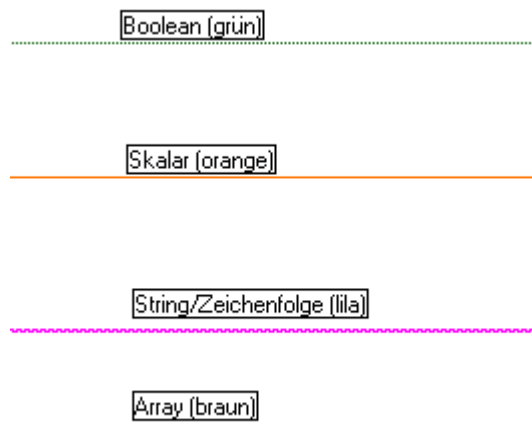 Boolean (grün)
Skalar (orange)
String/Zeichenfolge (lila)
Array (braun)